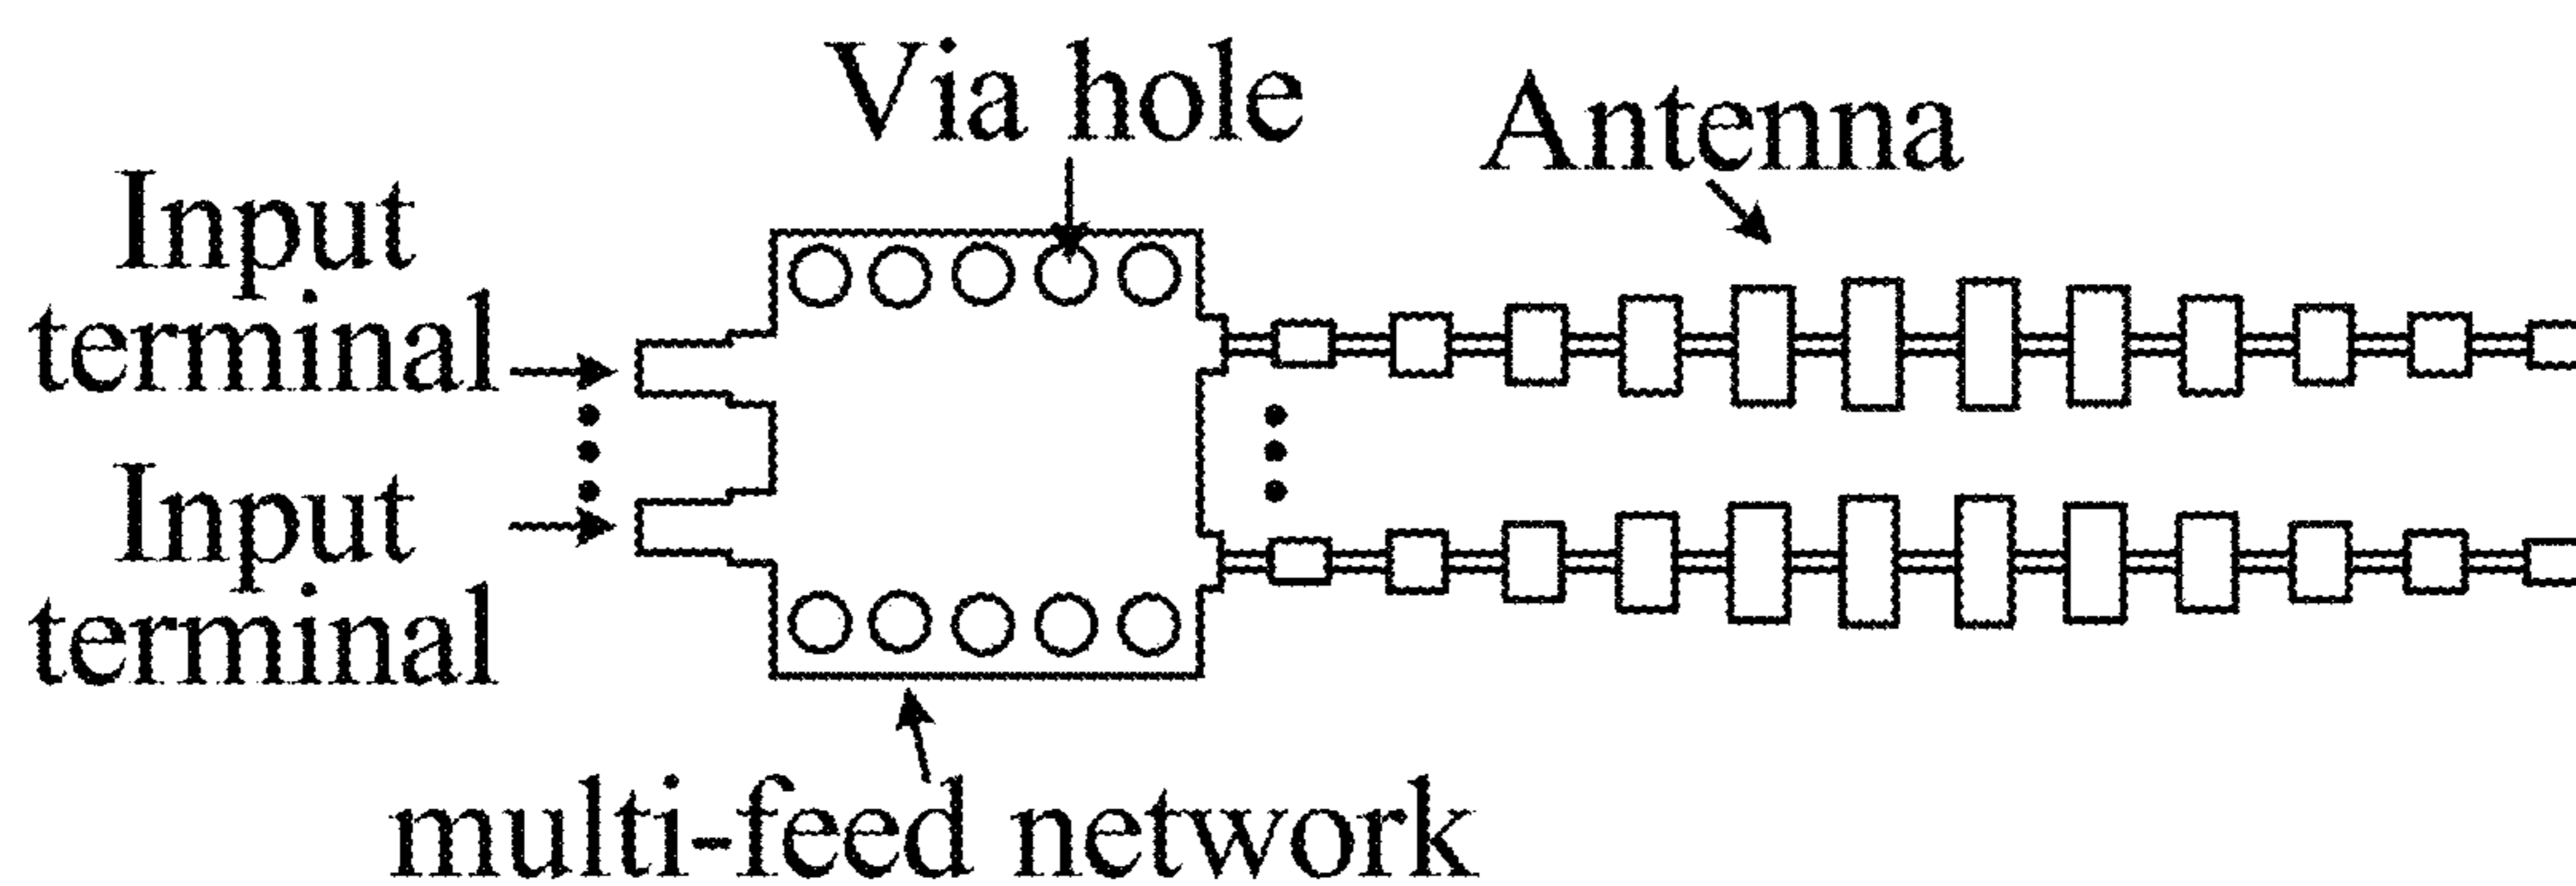 Via hole
Antenna
Input
terminal
Input
terminal
multi-feed network